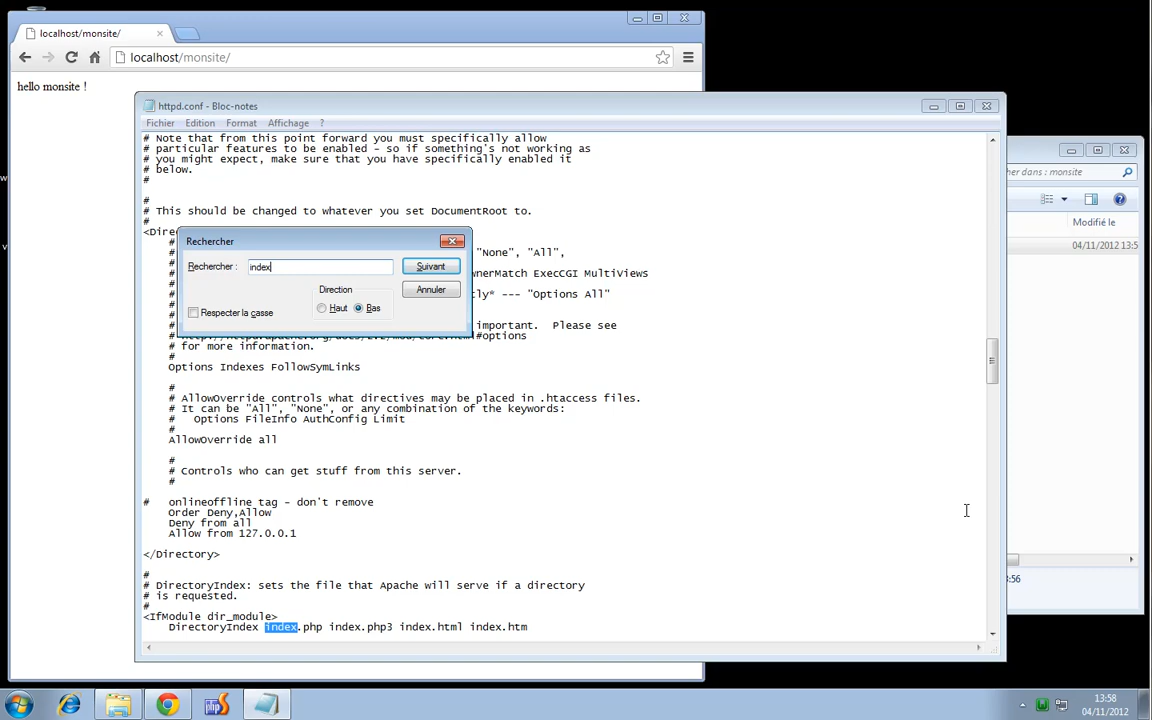 localhost/monsite/
localhost/monsite/
hello monsite !
httpd.conf - Bloc-notes
Fichier Edition Format Affichage ?
# Note that from this point forward you must specifically allow
# particular features to be enabled - so if something's not working as
# you might expect, make sure that you have specifically enabled it
# below.
#
#
# This should be changed to whatever you set DocumentRoot to.
#
<Dire
#
# "None", "All",
#
# nerMatch ExecCGI MultiViews
#
# tly* --- "Options All"
#
#
# important. Please see
#options
# for more information.
#
Options Indexes FollowSymLinks
#
# AllowOverride controls what directives may be placed in .htaccess files.
# It can be "All", "None", or any combination of the keywords:
# Options FileInfo AuthConfig Limit
#
AllowOverride all
#
# Controls who can get stuff from this server.
#
# onlineoffline tag - don't remove
Order Deny,Allow
Deny from all
Allow from 127.0.0.1
</Directory>
#
# DirectoryIndex: sets the file that Apache will serve if a directory
# is requested.
#
<IfModule dir_module>
DirectoryIndex index.php index.php3 index.html index.htm
Rechercher
Rechercher : index
Suivant
Direction
Annuler
Haut Bas
Respecter la casse
her dans : monsite
Modifié le
04/11/2012 13:5
3:56
php
13:58
04/11/2012